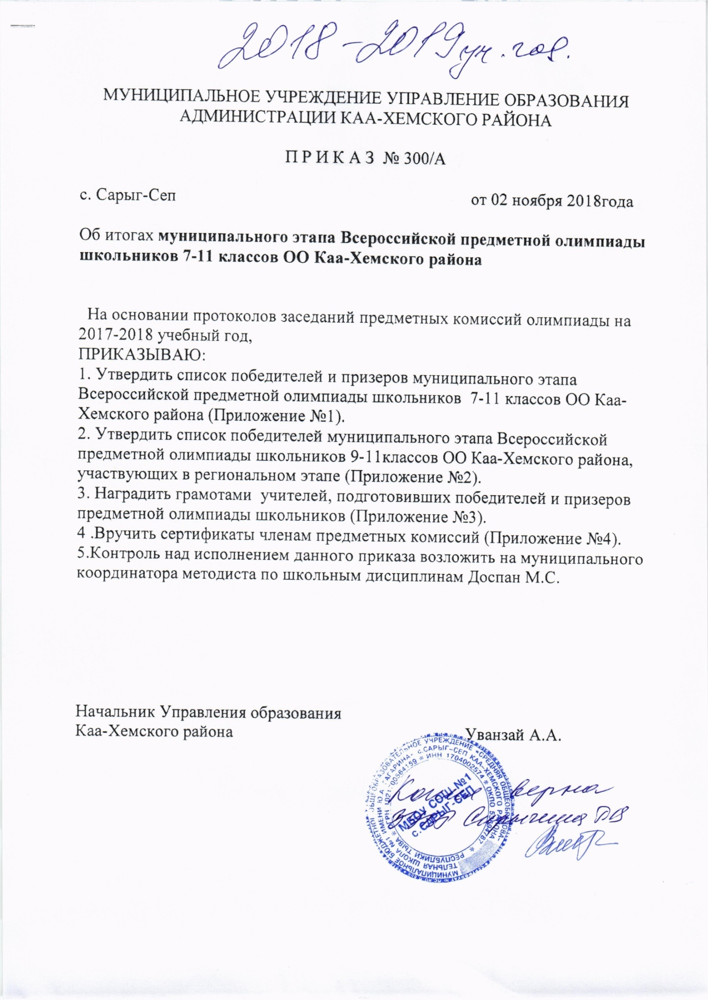 2018-2019 уч. год.
МУНИЦИПАЛЬНОЕ УЧРЕЖДЕНИЕ УПРАВЛЕНИЕ ОБРАЗОВАНИЯ
АДМИНИСТРАЦИИ КАА-ХЕМСКОГО РАЙОНА
П Р И К А З № 300/А
с. Сарыг-Сеп от 02 ноября 2018года
Об итогах муниципального этапа Всероссийской предметной олимпиады
школьников 7-11 классов ОО Каа-Хемского района
На основании протоколов заседаний предметных комиссий олимпиады на
2017-2018 учебный год,
ПРИКАЗЫВАЮ:
1. Утвердить список победителей и призеров муниципального этапа
Всероссийской предметной олимпиады школьников 7-11 классов ОО Каа-
Хемского района (Приложение №1).
2. Утвердить список победителей муниципального этапа Всероссийской
предметной олимпиады школьников 9-11классов ОО Каа-Хемского района,
участвующих в региональном этапе (Приложение №2).
3. Наградить грамотами учителей, подготовивших победителей и призеров
предметной олимпиады школьников (Приложение №3).
4 .Вручить сертификаты членам предметных комиссий (Приложение №4).
5.Контроль над исполнением данного приказа возложить на муниципального
координатора методиста по школьным дисциплинам Доспан М.С.
Начальник Управления образования
Каа-Хемского района Уванзай А.А.
МУНИЦИПАЛЬНОЕ БЮДЖЕТНОЕ ОБЩЕОБРАЗОВАТЕЛЬНОЕ УЧРЕЖДЕНИЕ «СРЕДНЯЯ ОБЩЕОБРАЗОВА-
ТЕЛЬНАЯ ШКОЛА №1 ИМЕНИ Ю.А. ГАГАРИНА» с.САРЫГ-СЕП КАА-ХЕМСКОГО РАЙОНА
РЕСПУБЛИКИ ТЫВА * ОГРН * ИНН 1704002574 * ОКПО *
МБОУ СОШ №1
с. САРЫГ-СЕП
Копия верна